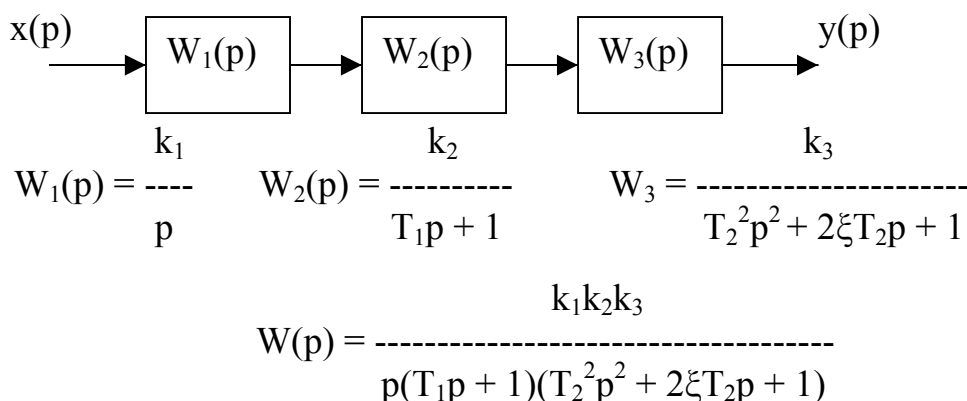 x(p) W₁(p) W₂(p) W₃(p) y(p)
k₁ k₂ k₃
W₁(p) = ---- W₂(p) = ---------- W₃ = ----------------------
p T₁p + 1 T₂²p² + 2ξT₂p + 1
k₁k₂k₃
W(p) = --------------------------------------
p(T₁p + 1)(T₂²p² + 2ξT₂p + 1)